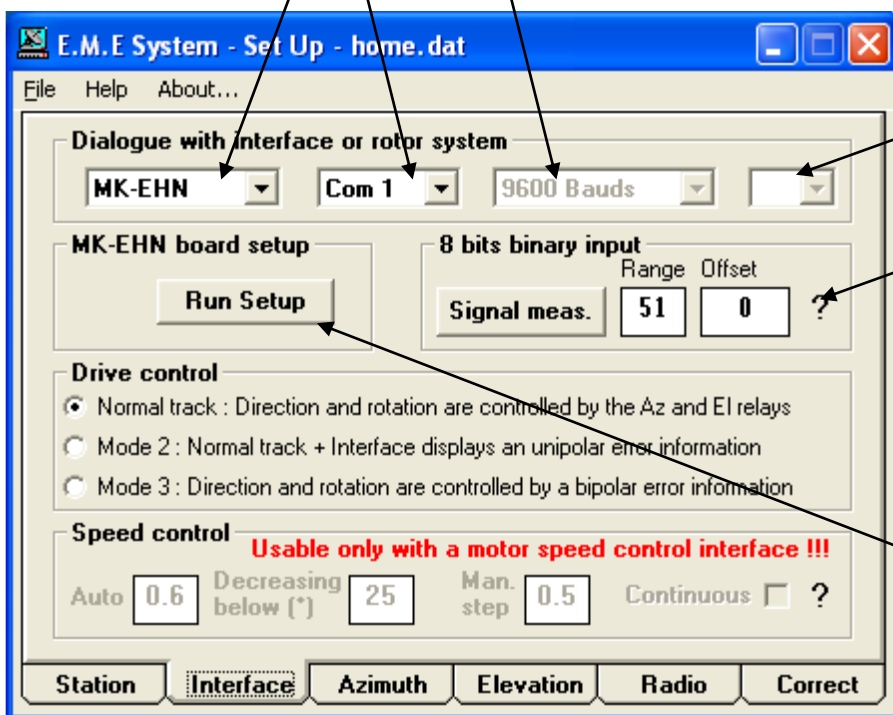 E.M.E System - Set Up - home.dat
File Help About...
Dialogue with interface or rotor system
MK-EHN Com 1 9600 Bauds
MK-EHN board setup
Run Setup
8 bits binary input
Range Offset
Signal meas. 51 0 ?
Drive control
Normal track : Direction and rotation are controlled by the Az and El relays
Mode 2 : Normal track + Interface displays an unipolar error information
Mode 3 : Direction and rotation are controlled by a bipolar error information
Speed control
Usable only with a motor speed control interface !!!
Auto 0.6 Decreasing below (°) 25 Man. step 0.5 Continuous ?
Station Interface Azimuth Elevation Radio Correct